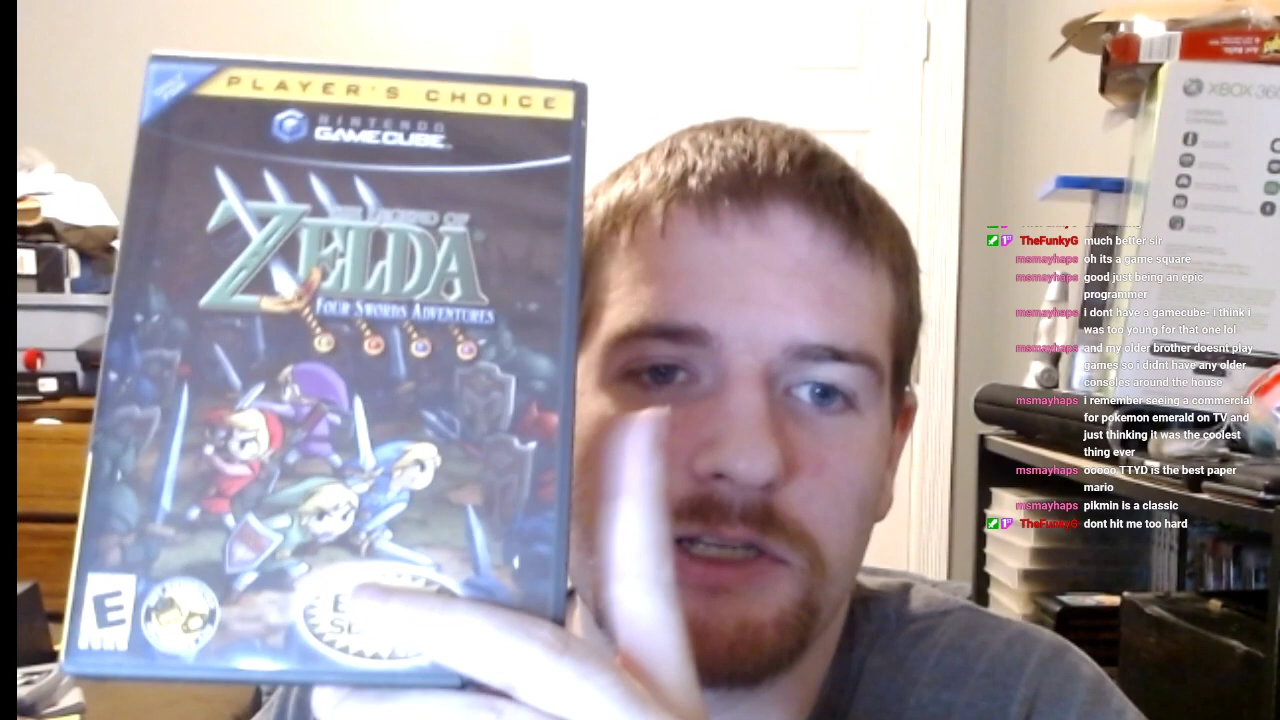 PLAYER'S CHOICE
NINTENDO
GAMECUBE
THE LEGEND OF
ZELDA
FOUR SWORDS ADVENTURES
E
XBOX 360
TheFunkyG much better sir
msmayhaps oh its a game square
msmayhaps good just being an epic
programmer
msmayhaps i dont have a gamecube- i think i
was too young for that one lol
msmayhaps and my older brother doesnt play
games so i didnt have any older
consoles around the house
msmayhaps i remember seeing a commercial
for pokemon emerald on TV and
just thinking it was the coolest
thing ever
msmayhaps ooooo TTYD is the best paper
mario
msmayhaps pikmin is a classic
TheFunkyG dont hit me too hard